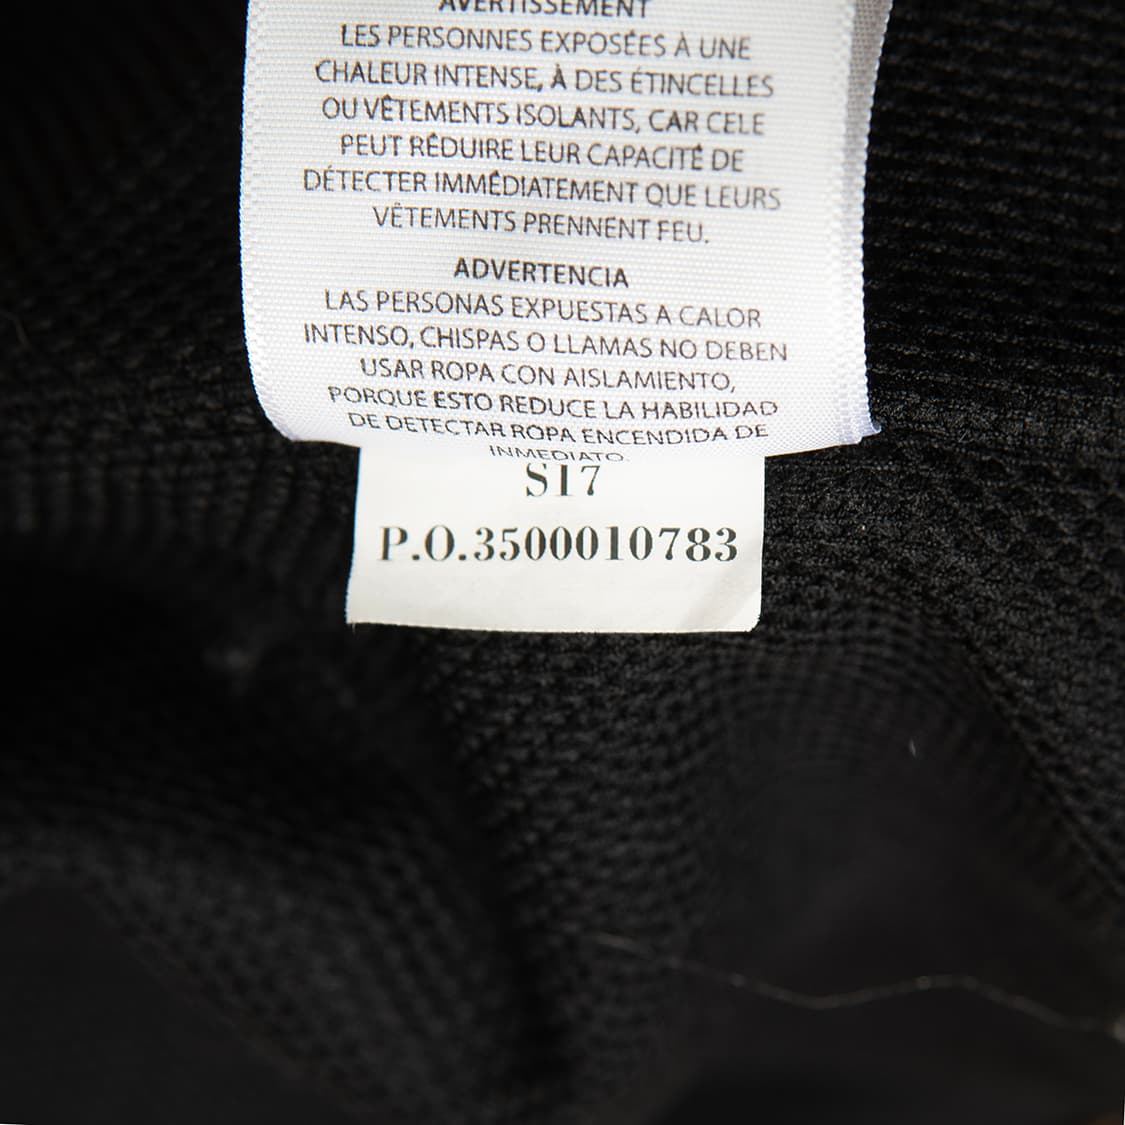 AVERTISSEMENT
LES PERSONNES EXPOSÉES À UNE
CHALEUR INTENSE, À DES ÉTINCELLES
OU VÊTEMENTS ISOLANTS, CAR CELE
PEUT RÉDUIRE LEUR CAPACITÉ DE
DÉTECTER IMMÉDIATEMENT QUE LEURS
VÊTEMENTS PRENNENT FEU.
ADVERTENCIA
LAS PERSONAS EXPUESTAS A CALOR
INTENSO, CHISPAS O LLAMAS NO DEBEN
USAR ROPA CON AISLAMIENTO,
PORQUE ESTO REDUCE LA HABILIDAD
DE DETECTAR ROPA ENCENDIDA DE
INMEDIATO.
S17
P.O.3500010783